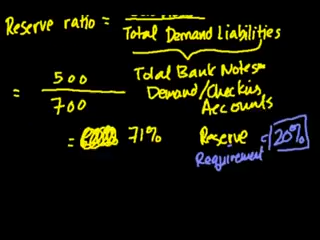 Reserve ratio =
Total Demand Liabilities
= 500
700
Total Bank Notes
Demand/Checking
Accounts
= 71%
Reserve = 20%
Requirement